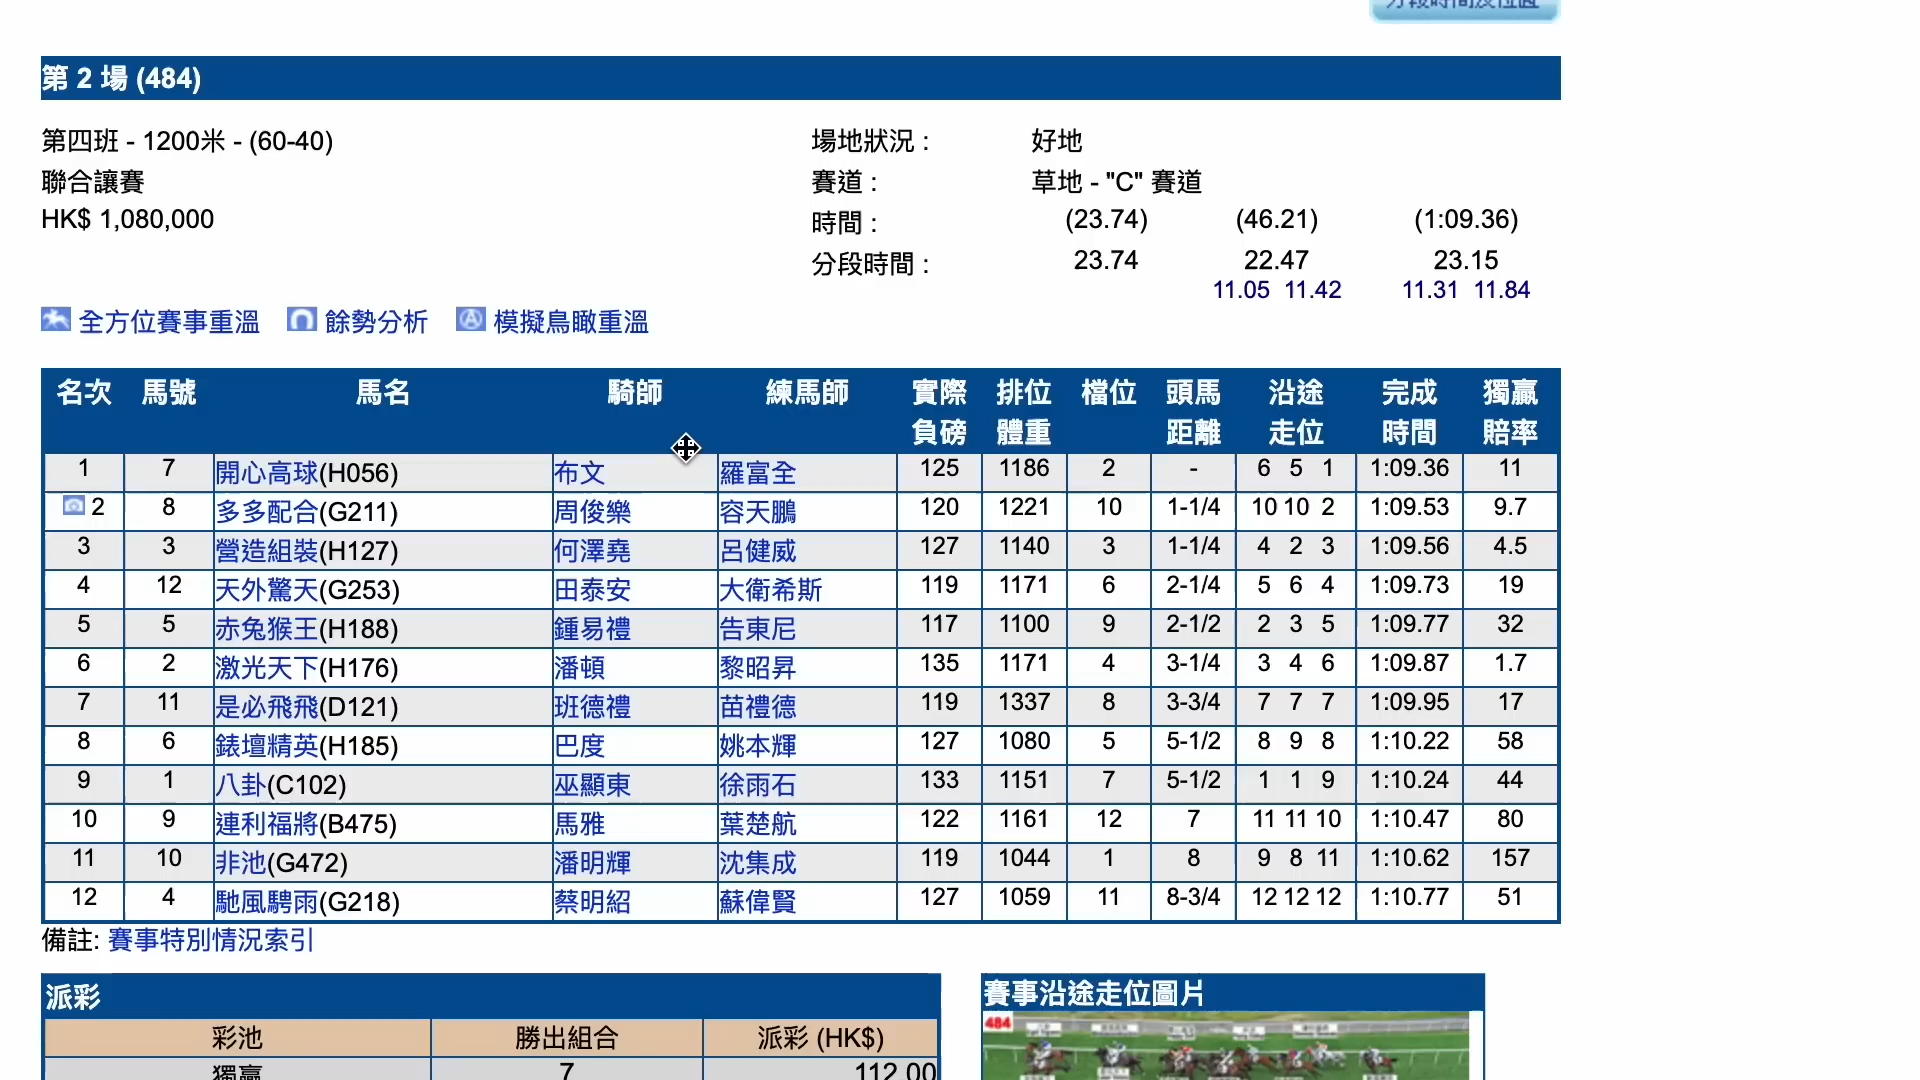 分段時間及位置
第 2 場 (484)
第四班 - 1200米 - (60-40)
場地狀況 : 好地
聯合讓賽
賽道 : 草地 - "C" 賽道
HK$ 1,080,000
時間 : (23.74) (46.21) (1:09.36)
分段時間 : 23.74 22.47 23.15
11.05 11.42 11.31 11.84
全方位賽事重溫 餘勢分析 模擬鳥瞰重溫
名次 馬號 馬名 騎師 練馬師 實際負磅 排位體重 檔位 頭馬距離 沿途走位 完成時間 獨贏賠率
1 7 開心高球(H056) 布文 羅富全 125 1186 2 - 6 5 1 1:09.36 11
2 8 多多配合(G211) 周俊樂 容天鵬 120 1221 10 1-1/4 10 10 2 1:09.53 9.7
3 3 營造組裝(H127) 何澤堯 呂健威 127 1140 3 1-1/4 4 2 3 1:09.56 4.5
4 12 天外驚天(G253) 田泰安 大衛希斯 119 1171 6 2-1/4 5 6 4 1:09.73 19
5 5 赤兔猴王(H188) 鍾易禮 告東尼 117 1100 9 2-1/2 2 3 5 1:09.77 32
6 2 激光天下(H176) 潘頓 黎昭昇 135 1171 4 3-1/4 3 4 6 1:09.87 1.7
7 11 是必飛飛(D121) 班德禮 苗禮德 119 1337 8 3-3/4 7 7 7 1:09.95 17
8 6 錶壇精英(H185) 巴度 姚本輝 127 1080 5 5-1/2 8 9 8 1:10.22 58
9 1 八卦(C102) 巫顯東 徐雨石 133 1151 7 5-1/2 1 1 9 1:10.24 44
10 9 連利福將(B475) 馬雅 葉楚航 122 1161 12 7 11 11 10 1:10.47 80
11 10 非池(G472) 潘明輝 沈集成 119 1044 1 8 9 8 11 1:10.62 157
12 4 馳風騁雨(G218) 蔡明紹 蘇偉賢 127 1059 11 8-3/4 12 12 12 1:10.77 51
備註: 賽事特別情況索引
派彩
賽事沿途走位圖片
484
彩池 勝出組合 派彩 (HK$)
獨贏 7 112.00